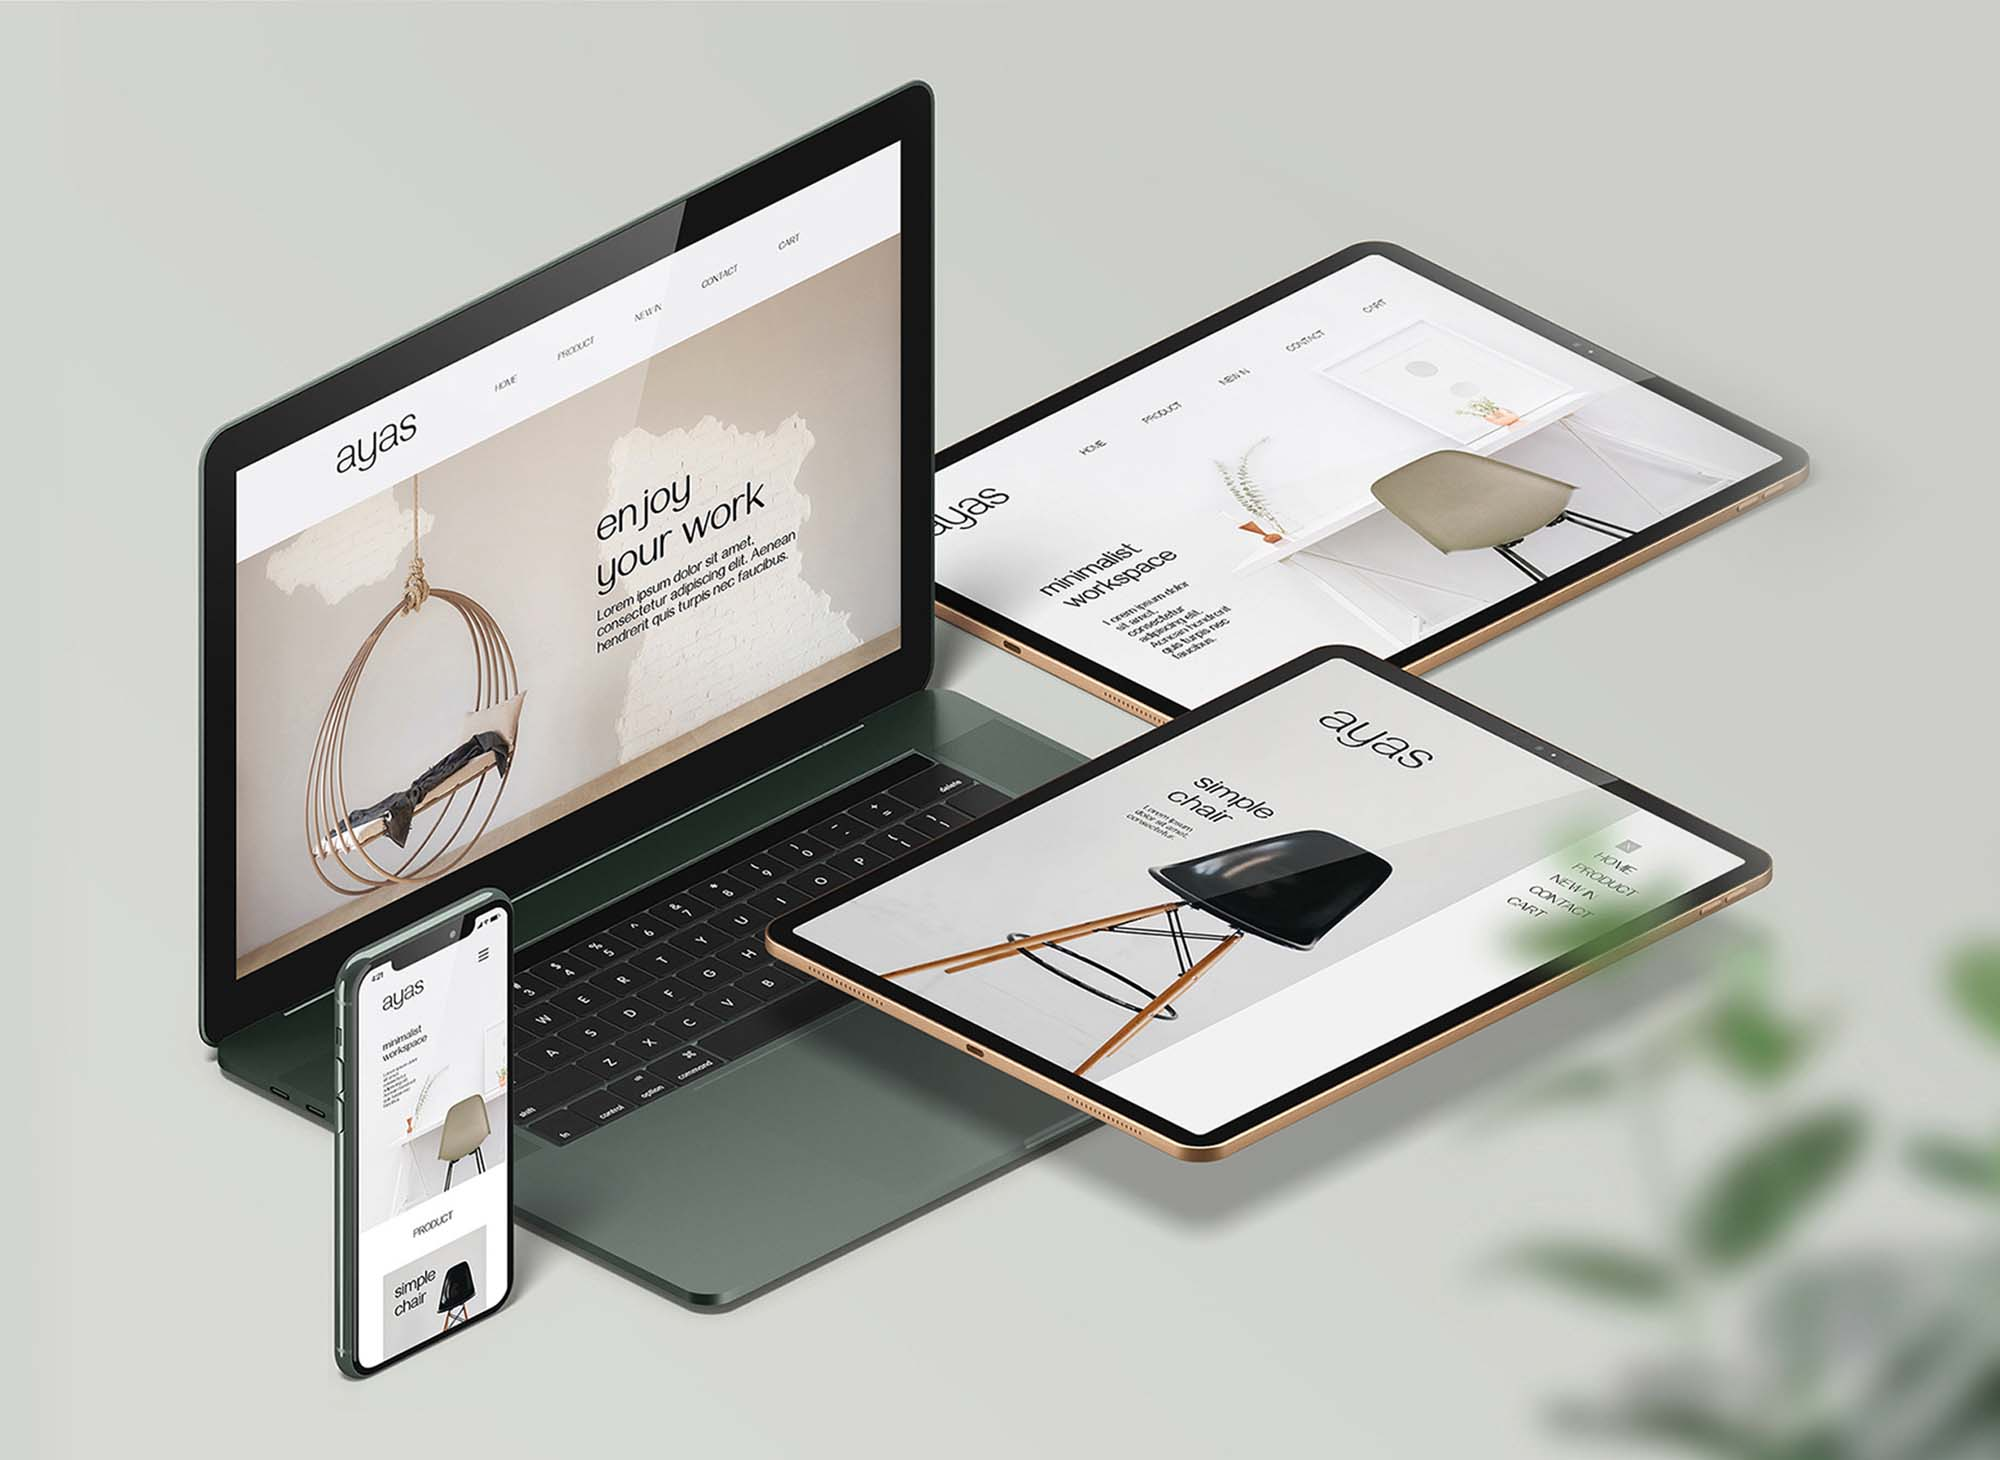 ayas
HOME
PRODUCT
NEW IN
CONTACT
CART
enjoy
your work
Lorem ipsum dolor sit amet,
consectetur adipiscing elit. Aenean
hendrerit quis turpis nec faucibus.
ayas
HOME
PRODUCT
NEW IN
CONTACT
CART
minimalist
workspace
Lorem ipsum dolor
sit amet,
consectetur
adipiscing elit.
Aenean hendrerit
quis turpis nec
faucibus.
ayas
simple
chair
Lorem ipsum
dolor sit amet,
consectetur.
HOME
PRODUCT
NEW IN
CONTACT
CART
4:21
ayas
minimalist
workspace
PRODUCT
simple
chair
delete
W E R T Y U I O P
A S D F G H
Z X C V B
shift
fn
control
option
command